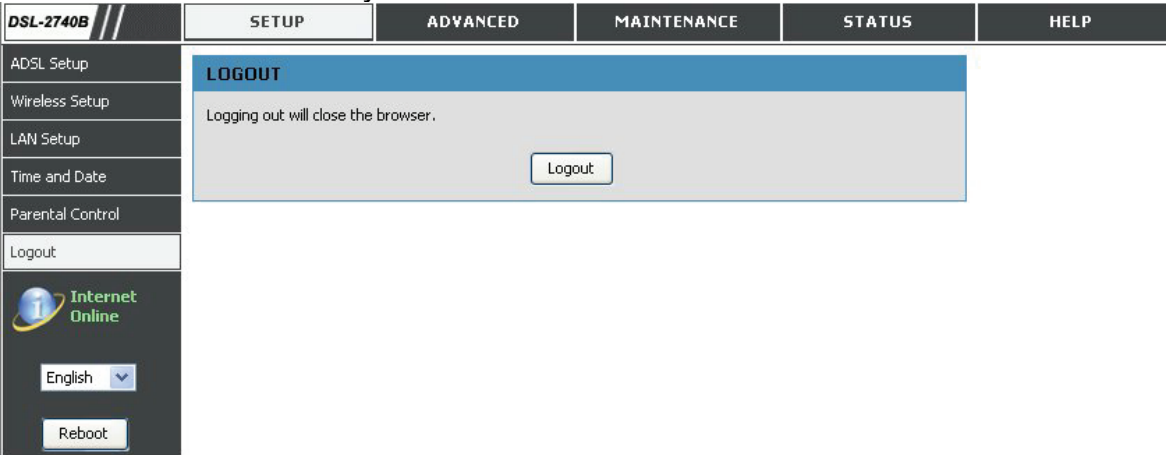 DSL-2740B
SETUP
ADVANCED
MAINTENANCE
STATUS
HELP
ADSL Setup
Wireless Setup
LAN Setup
Time and Date
Parental Control
Logout
Internet
Online
English
Reboot
LOGOUT
Logging out will close the browser.
Logout